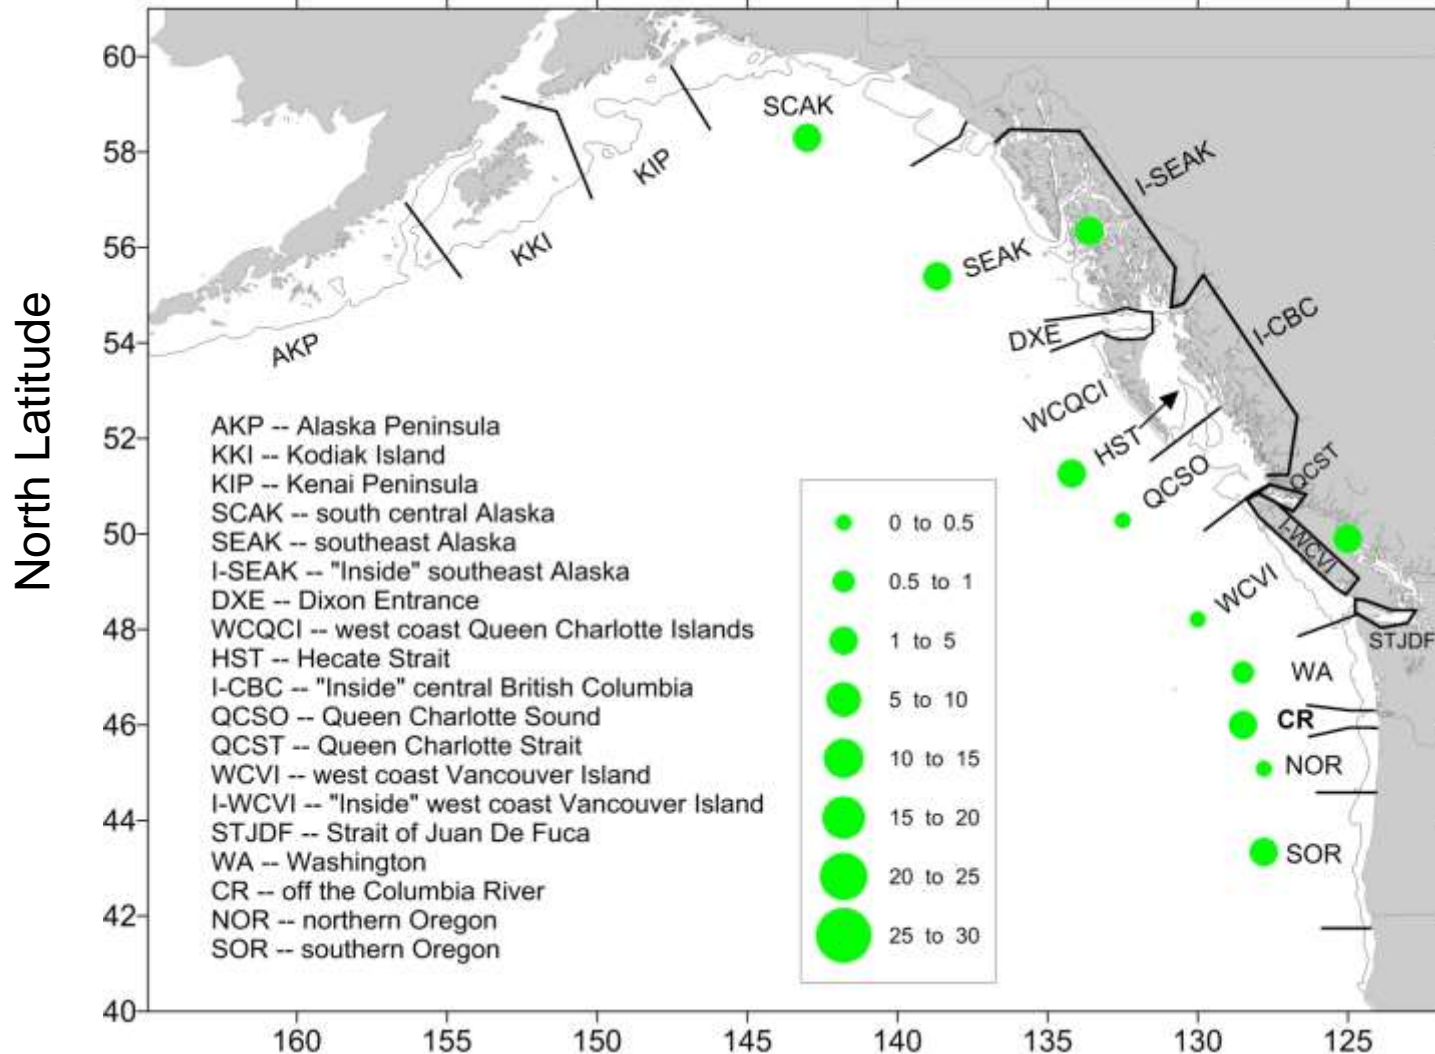 North Latitude
60
58
56
54
52
50
48
46
44
42
40
160
155
150
145
140
135
130
125
SCAK
KIP
KKI
AKP
I-SEAK
SEAK
DXE
I-CBC
WCQCI
HST
QCSO
QCST
I-WCVI
WCVI
STJDF
WA
CR
NOR
SOR
AKP -- Alaska Peninsula
KKI -- Kodiak Island
KIP -- Kenai Peninsula
SCAK -- south central Alaska
SEAK -- southeast Alaska
I-SEAK -- "Inside" southeast Alaska
DXE -- Dixon Entrance
WCQCI -- west coast Queen Charlotte Islands
HST -- Hecate Strait
I-CBC -- "Inside" central British Columbia
QCSO -- Queen Charlotte Sound
QCST -- Queen Charlotte Strait
WCVI -- west coast Vancouver Island
I-WCVI -- "Inside" west coast Vancouver Island
STJDF -- Strait of Juan De Fuca
WA -- Washington
CR -- off the Columbia River
NOR -- northern Oregon
SOR -- southern Oregon
0 to 0.5
0.5 to 1
1 to 5
5 to 10
10 to 15
15 to 20
20 to 25
25 to 30